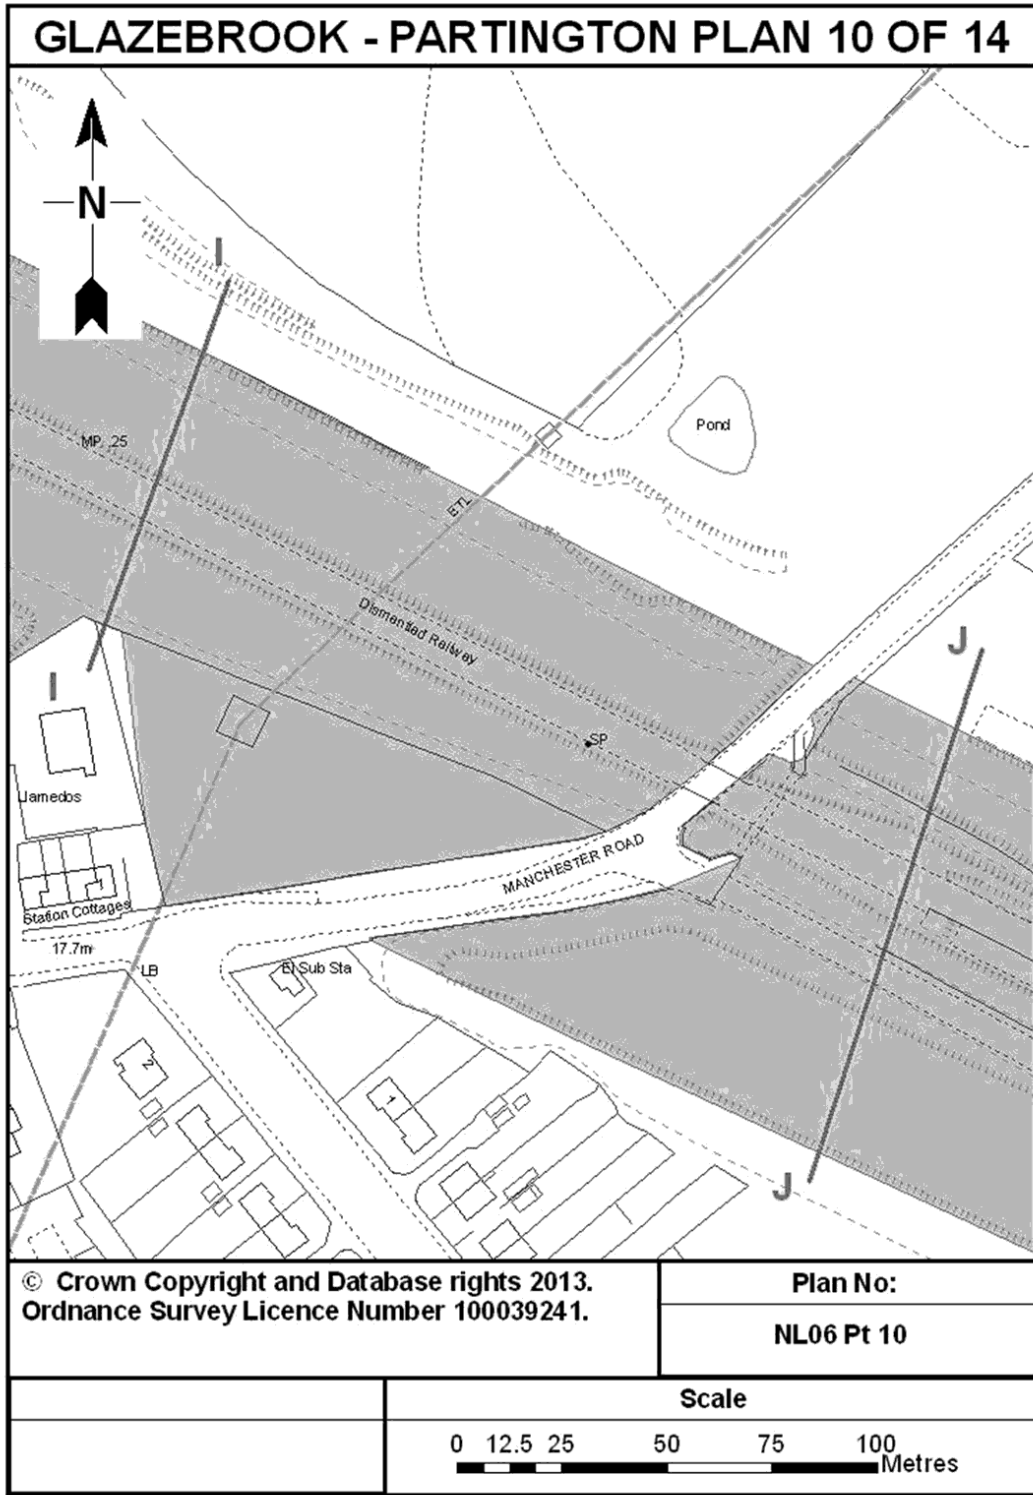 GLAZEBROOK - PARTINGTON PLAN 10 OF 14
N
I
MP .25
Pond
ETL
Dismantled Railway
J
I
SP
Llamedos
MANCHESTER ROAD
Station Cottages
1
17.7m
LB
El Sub Sta
2
1
J
© Crown Copyright and Database rights 2013.
Ordnance Survey Licence Number 100039241.
Plan No:
NL06 Pt 10
Scale
0 12.5 25 50 75 100
Metres